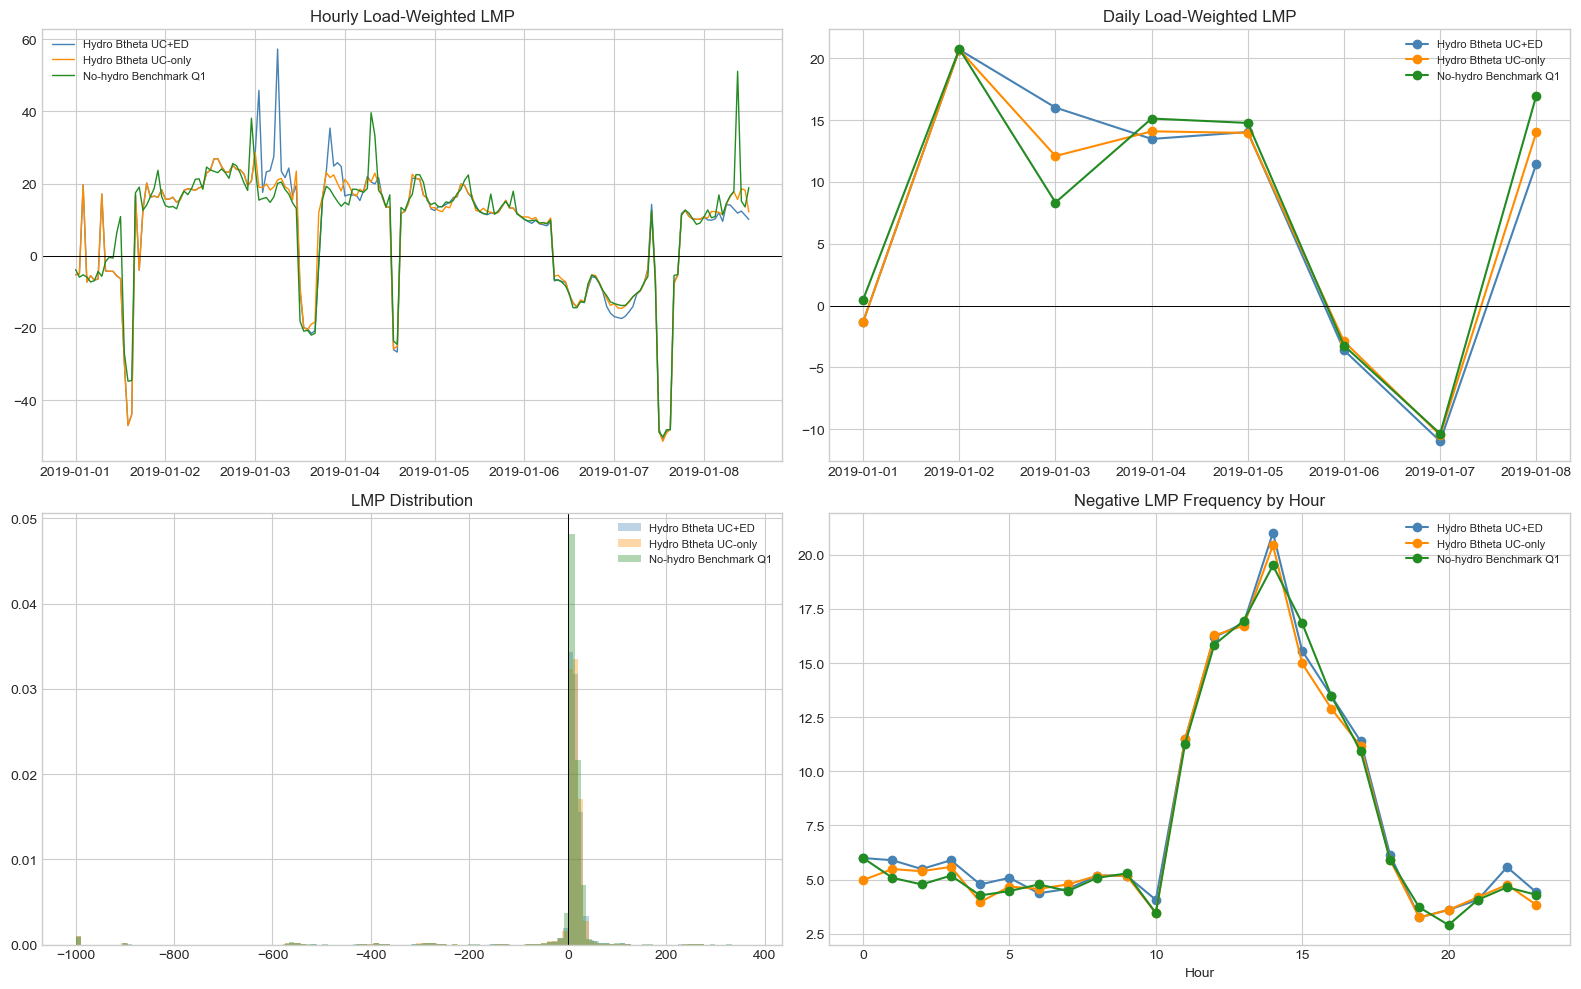 Hourly Load-Weighted LMP
60
40
20
0
−20
−40
Hydro Btheta UC+ED
Hydro Btheta UC-only
No-hydro Benchmark Q1
2019-01-01 2019-01-02 2019-01-03 2019-01-04 2019-01-05 2019-01-06 2019-01-07 2019-01-08
Daily Load-Weighted LMP
20
15
10
5
0
−5
−10
Hydro Btheta UC+ED
Hydro Btheta UC-only
No-hydro Benchmark Q1
2019-01-01 2019-01-02 2019-01-03 2019-01-04 2019-01-05 2019-01-06 2019-01-07 2019-01-08
LMP Distribution
0.05
0.04
0.03
0.02
0.01
0.00
Hydro Btheta UC+ED
Hydro Btheta UC-only
No-hydro Benchmark Q1
−1000 −800 −600 −400 −200 0 200 400
Negative LMP Frequency by Hour
20.0
17.5
15.0
12.5
10.0
7.5
5.0
2.5
Hydro Btheta UC+ED
Hydro Btheta UC-only
No-hydro Benchmark Q1
0 5 10 15 20
Hour